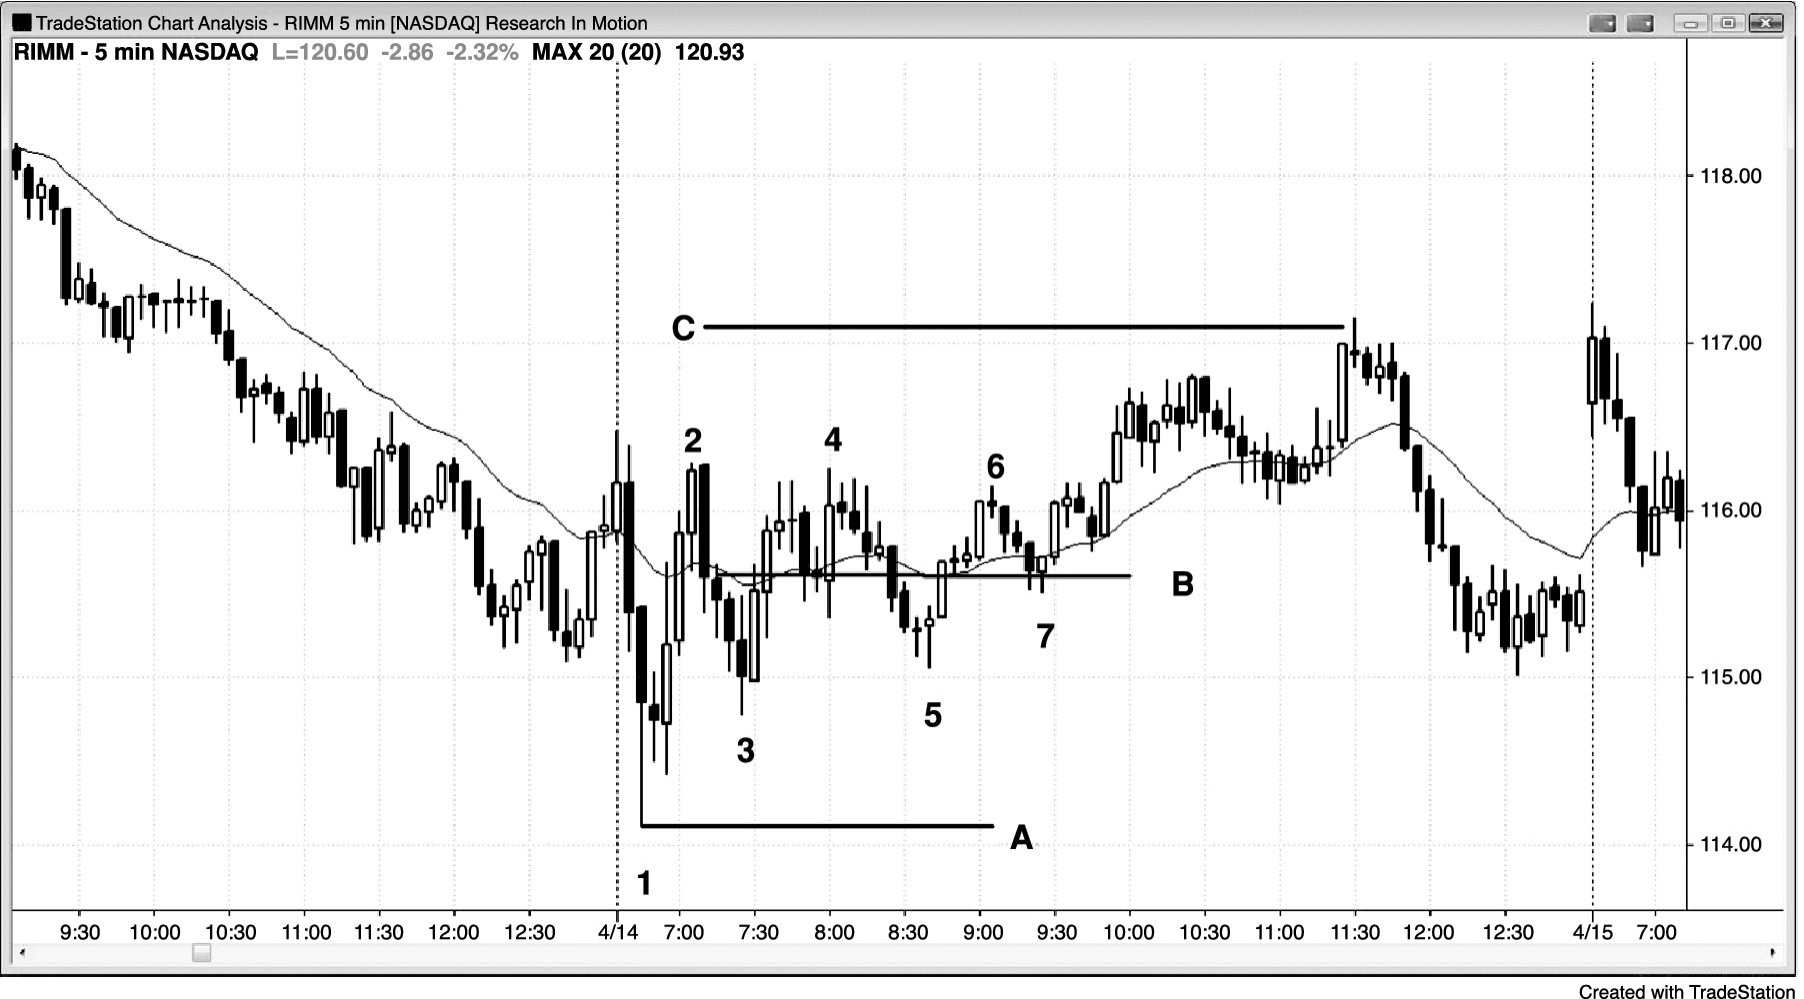 TradeStation Chart Analysis - RIMM 5 min [NASDAQ] Research In Motion
RIMM - 5 min NASDAQ L=120.60 -2.86 -2.32% MAX 20 (20) 120.93
118.00
C
117.00
2
4
6
116.00
B
7
115.00
5
3
A
114.00
1
9:30 10:00 10:30 11:00 11:30 12:00 12:30 4/14 7:00 7:30 8:00 8:30 9:00 9:30 10:00 10:30 11:00 11:30 12:00 12:30 4/15 7:00
Created with TradeStation